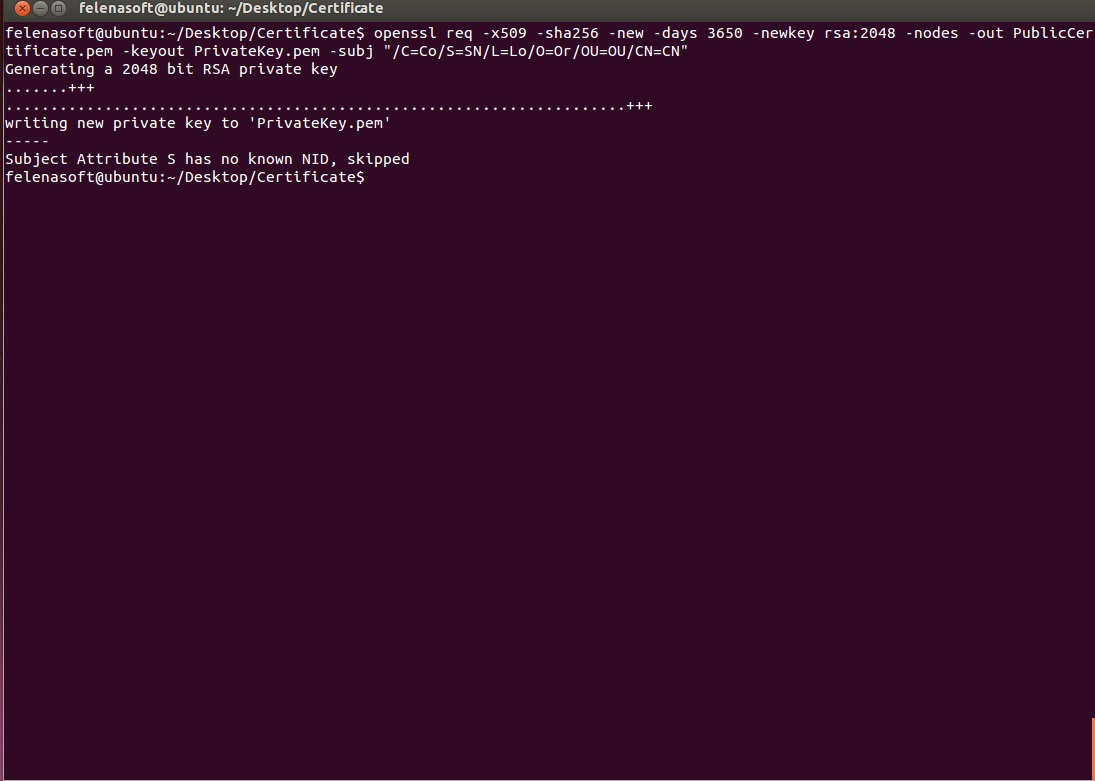 felenasoft@ubuntu: ~/Desktop/Certificate
felenasoft@ubuntu:~/Desktop/Certificate$ openssl req -x509 -sha256 -new -days 3650 -newkey rsa:2048 -nodes -out PublicCer
tificate.pem -keyout PrivateKey.pem -subj "/C=Co/S=SN/L=Lo/O=Or/OU=OU/CN=CN"
Generating a 2048 bit RSA private key
.......+++
.....................................................................+++
writing new private key to 'PrivateKey.pem'
-----
Subject Attribute S has no known NID, skipped
felenasoft@ubuntu:~/Desktop/Certificate$